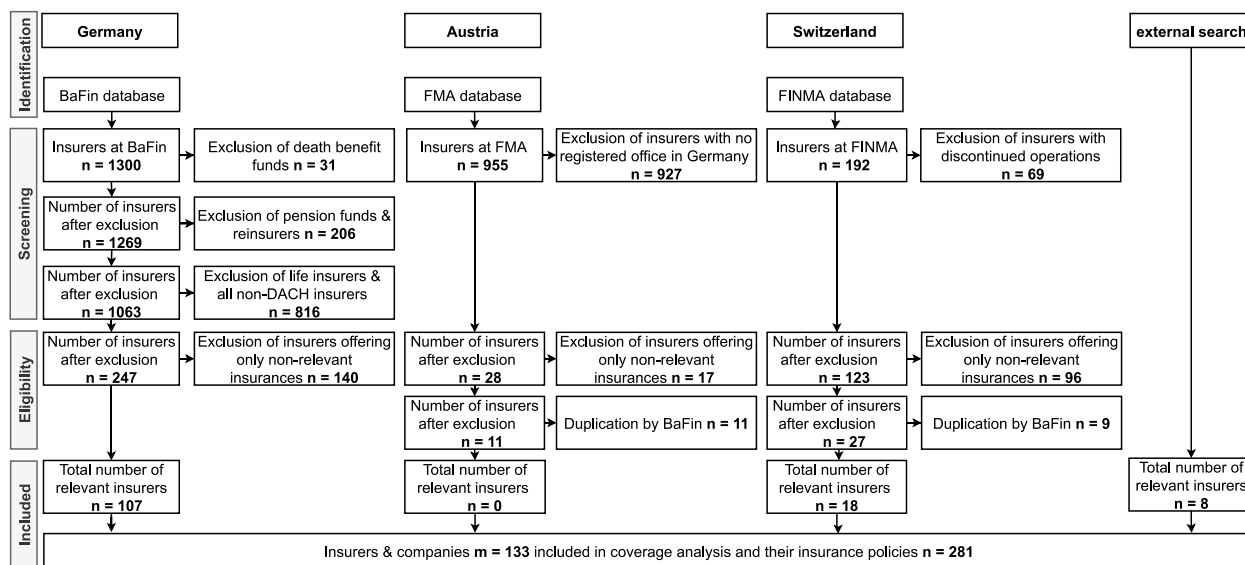 Germany
Austria
Switzerland
external search
Identification
BaFin database
FMA database
FINMA database
Screening
Insurers at BaFin
n = 1300
Exclusion of death benefit
funds n = 31
Insurers at FMA
n = 955
Exclusion of insurers with no
registered office in Germany
n = 927
Insurers at FINMA
n = 192
Exclusion of insurers with
discontinued operations
n = 69
Number of insurers
after exclusion
n = 1269
Exclusion of pension funds &
reinsurers n = 206
Number of insurers
after exclusion
n = 1063
Exclusion of life insurers &
all non-DACH insurers
n = 816
Eligibility
Number of insurers
after exclusion
n = 247
Exclusion of insurers offering
only non-relevant
insurances n = 140
Number of insurers
after exclusion
n = 28
Exclusion of insurers offering
only non-relevant
insurances n = 17
Number of insurers
after exclusion
n = 123
Exclusion of insurers offering
only non-relevant
insurances n = 96
Number of insurers
after exclusion
n = 11
Duplication by BaFin n = 11
Number of insurers
after exclusion
n = 27
Duplication by BaFin n = 9
Included
Total number of
relevant insurers
n = 107
Total number of
relevant insurers
n = 0
Total number of
relevant insurers
n = 18
Total number of
relevant insurers
n = 8
Insurers & companies m = 133 included in coverage analysis and their insurance policies n = 281